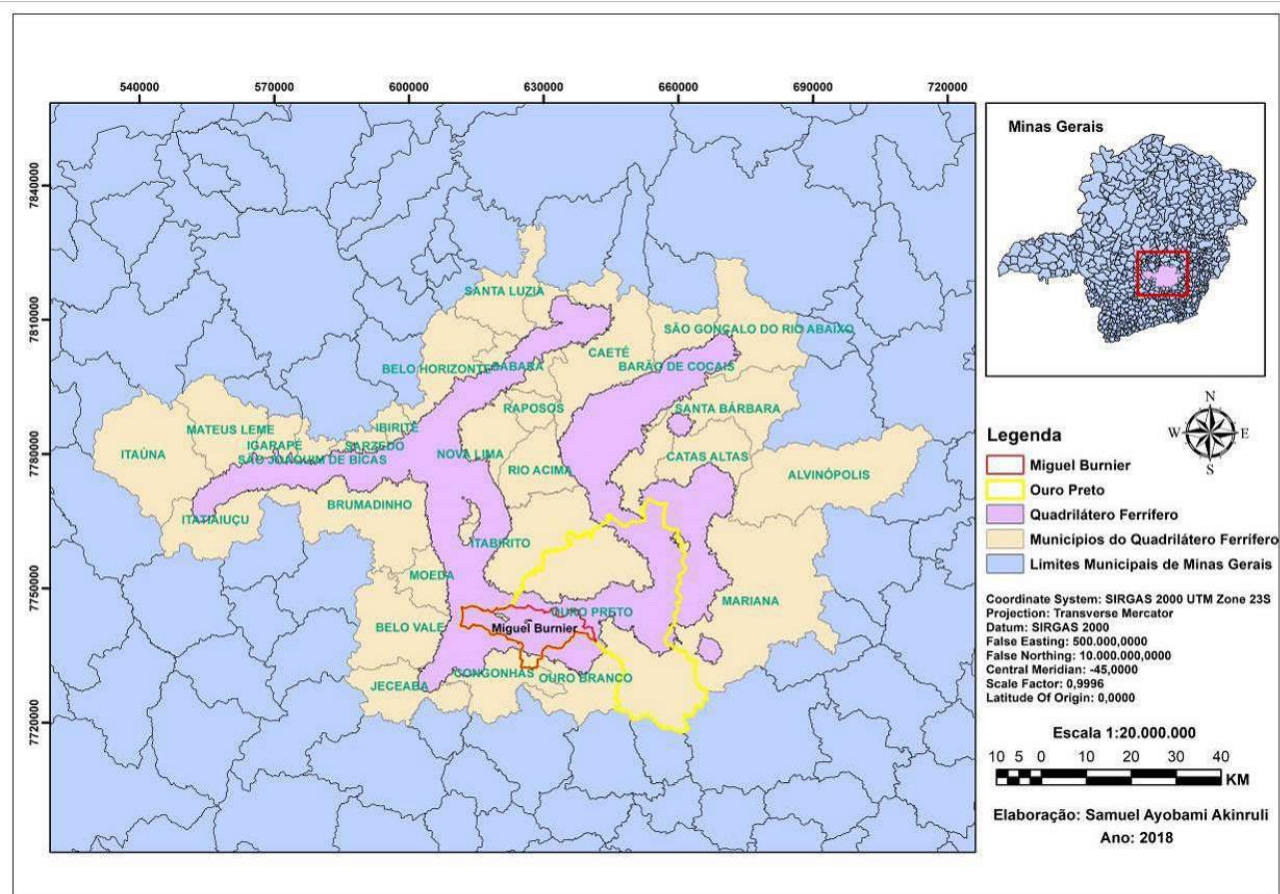 540000 570000 600000 630000 660000 690000 720000
7840000
7810000
7780000
7750000
7720000
SANTA LUZIA
SÃO GONÇALO DO RIO ABAIXO
CAETÉ
BELO HORIZONTE
SABARÁ
BARÃO DE COCAIS
RAPOSOS
SANTA BÁRBARA
MATEUS LEME
IBIRITÉ
IGARAPÉ
SARZEDO
ITAÚNA
SÃO JOAQUIM DE BICAS
NOVA LIMA
CATAS ALTAS
RIO ACIMA
ALVINÓPOLIS
BRUMADINHO
ITATIAIUÇU
ITABIRITO
MOEDA
MARIANA
OURO PRETO
BELO VALE
Miguel Burnier
CONGONHAS
OURO BRANCO
JECEABA
Minas Gerais
N
W E
S
Legenda
Miguel Burnier
Ouro Preto
Quadrilátero Ferrífero
Municípios do Quadrilátero Ferrífero
Limites Municipais de Minas Gerais
Coordinate System: SIRGAS 2000 UTM Zone 23S
Projection: Transverse Mercator
Datum: SIRGAS 2000
False Easting: 500.000,0000
False Northing: 10.000.000,0000
Central Meridian: -45,0000
Scale Factor: 0,9996
Latitude Of Origin: 0,0000
Escala 1:20.000.000
10 5 0 10 20 30 40
KM
Elaboração: Samuel Ayobami Akinruli
Ano: 2018